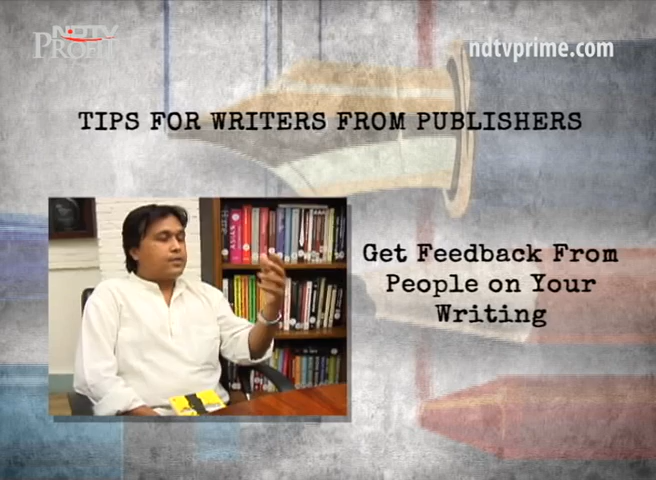 NDTV
PROFIT
ndtvprime.com
TIPS FOR WRITERS FROM PUBLISHERS
Get Feedback From
People on Your
Writing